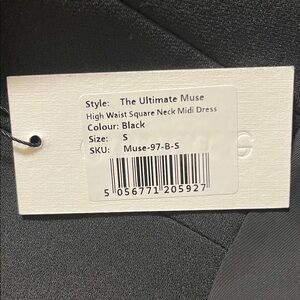 Style: The Ultimate Muse
High Waist Square Neck Midi Dress
Colour: Black
Size: S
SKU: Muse-97-B-S
5 056771 205927